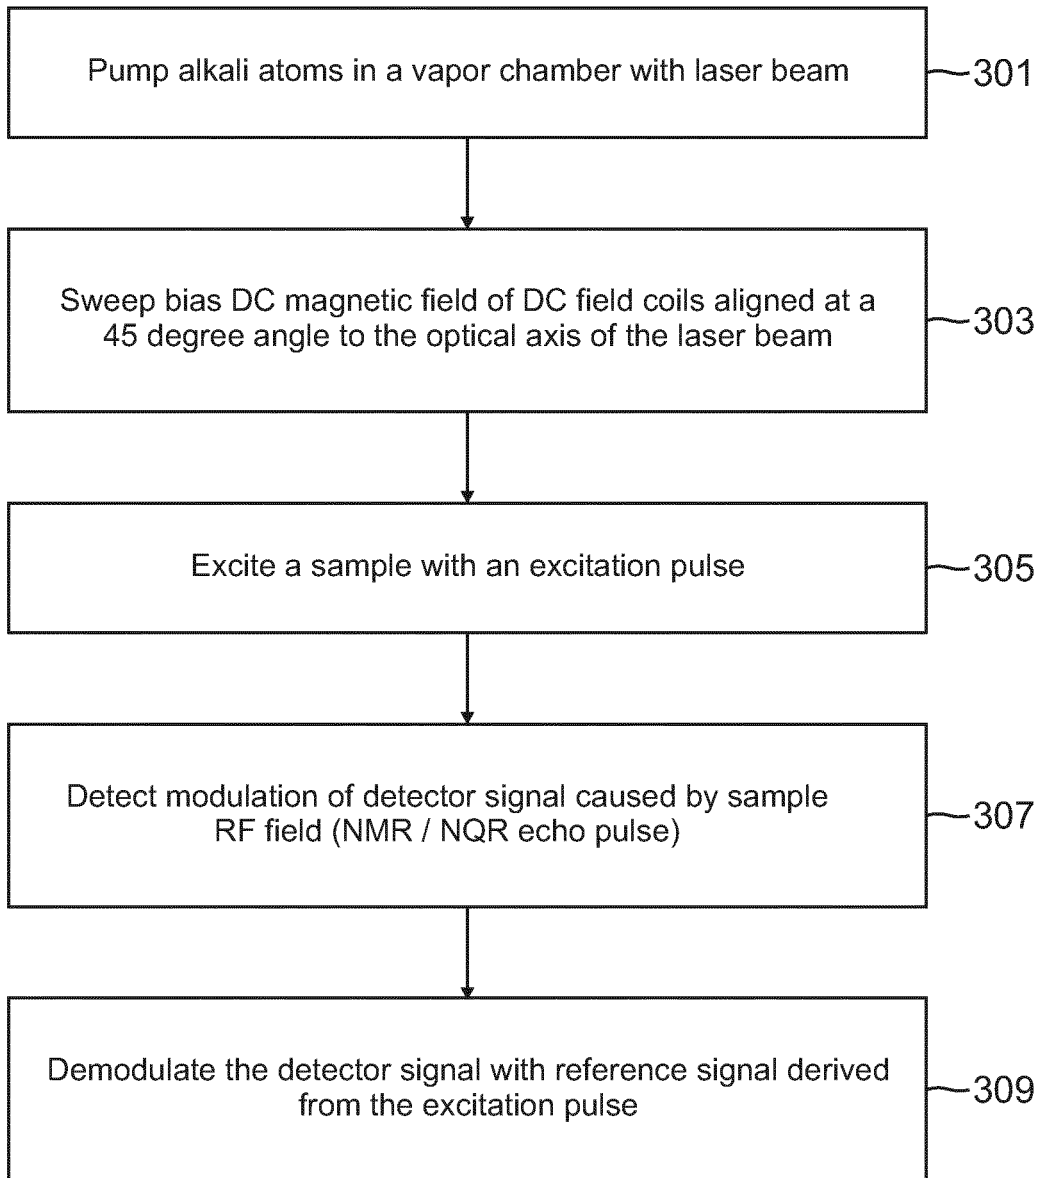 Pump alkali atoms in a vapor chamber with laser beam
301
Sweep bias DC magnetic field of DC field coils aligned at a
45 degree angle to the optical axis of the laser beam
303
Excite a sample with an excitation pulse
305
Detect modulation of detector signal caused by sample
RF field (NMR / NQR echo pulse)
307
Demodulate the detector signal with reference signal derived
from the excitation pulse
309